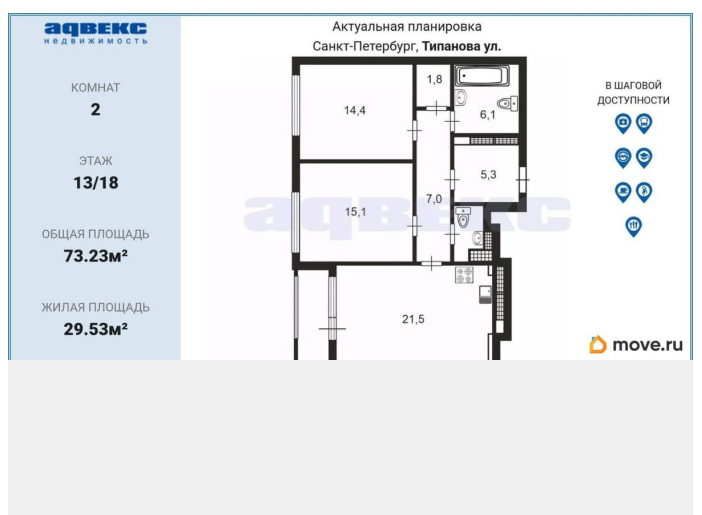 адвекс
недвижимость
КОМНАТ
2
ЭТАЖ
13/18
ОБЩАЯ ПЛОЩАДЬ
73.23м²
ЖИЛАЯ ПЛОЩАДЬ
29.53м²
Актуальная планировка
Санкт-Петербург, Типанова ул.
1,8
14,4
6,1
5,3
7,0
15,1
адвекс
21,5
В ШАГОВОЙ
ДОСТУПНОСТИ
move.ru